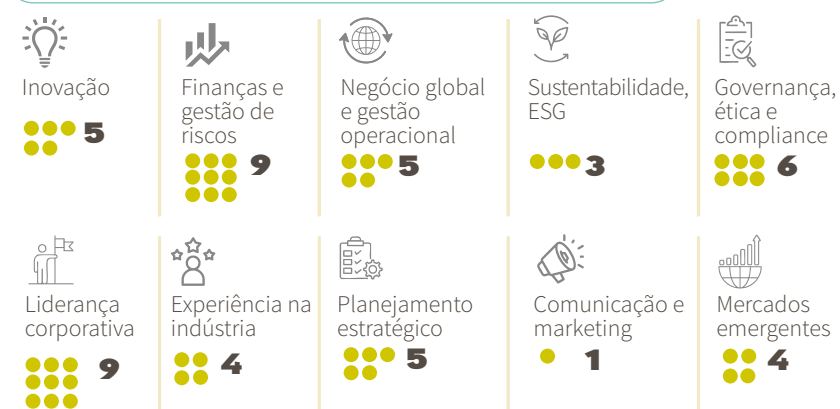 Inovação
5
Finanças e
gestão de
riscos
9
Negócio global
e gestão
operacional
5
Sustentabilidade,
ESG
3
Governança,
ética e
compliance
6
Liderança
corporativa
9
Experiência na
indústria
4
Planejamento
estratégico
5
Comunicação e
marketing
1
Mercados
emergentes
4